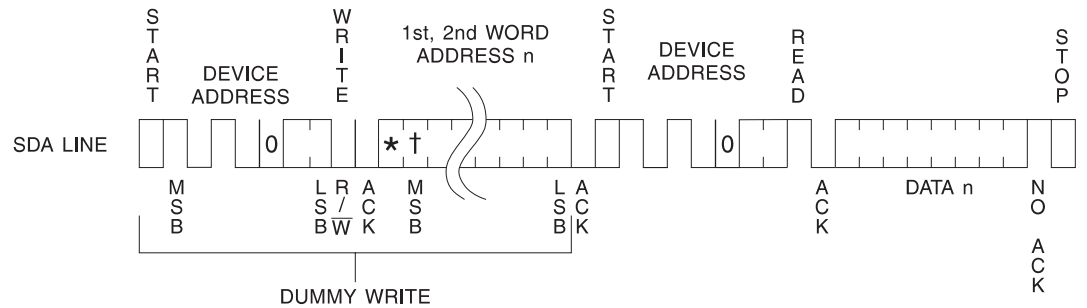 START
DEVICE
ADDRESS
WRITE
1st, 2nd WORD
ADDRESS n
START
DEVICE
ADDRESS
READ
STOP
SDA LINE
0
* †
0
MSB
LSB
R/W̅
ACK
MSB
LSB
ACK
ACK
DATA n
NO ACK
DUMMY WRITE